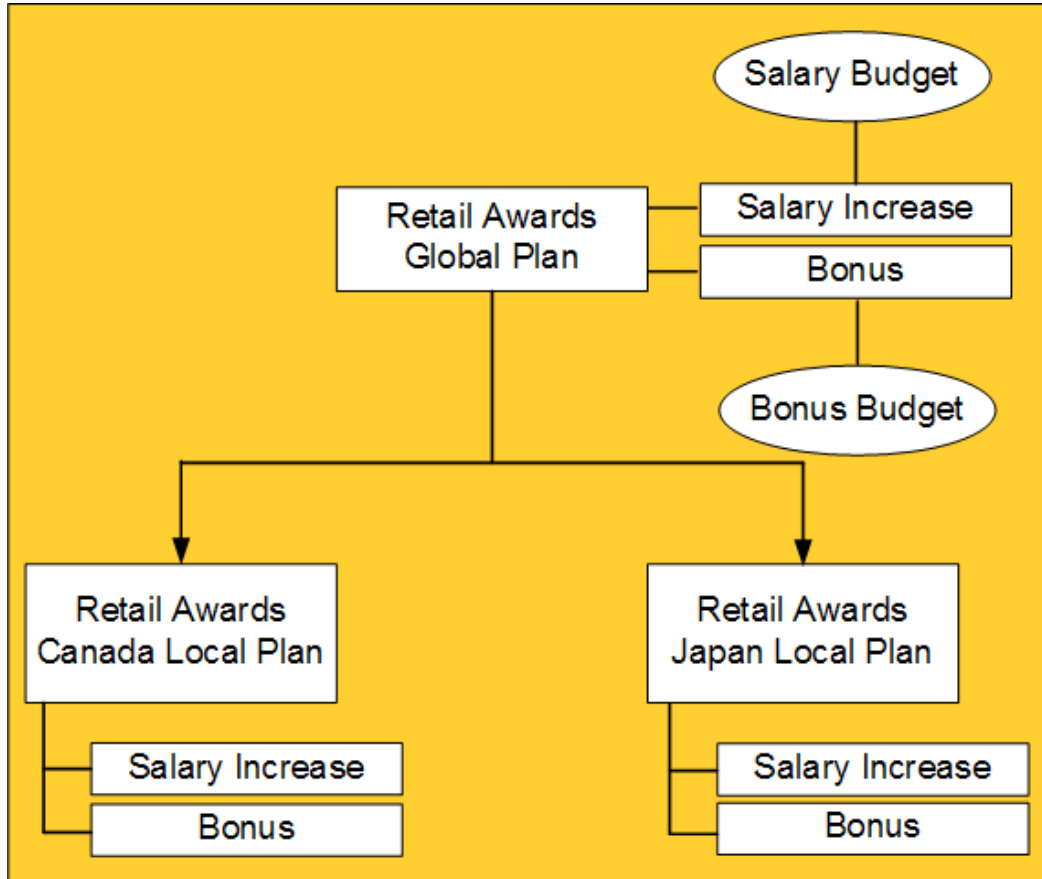 Salary Budget
Retail Awards
Global Plan
Salary Increase
Bonus
Bonus Budget
Retail Awards
Canada Local Plan
Salary Increase
Bonus
Retail Awards
Japan Local Plan
Salary Increase
Bonus